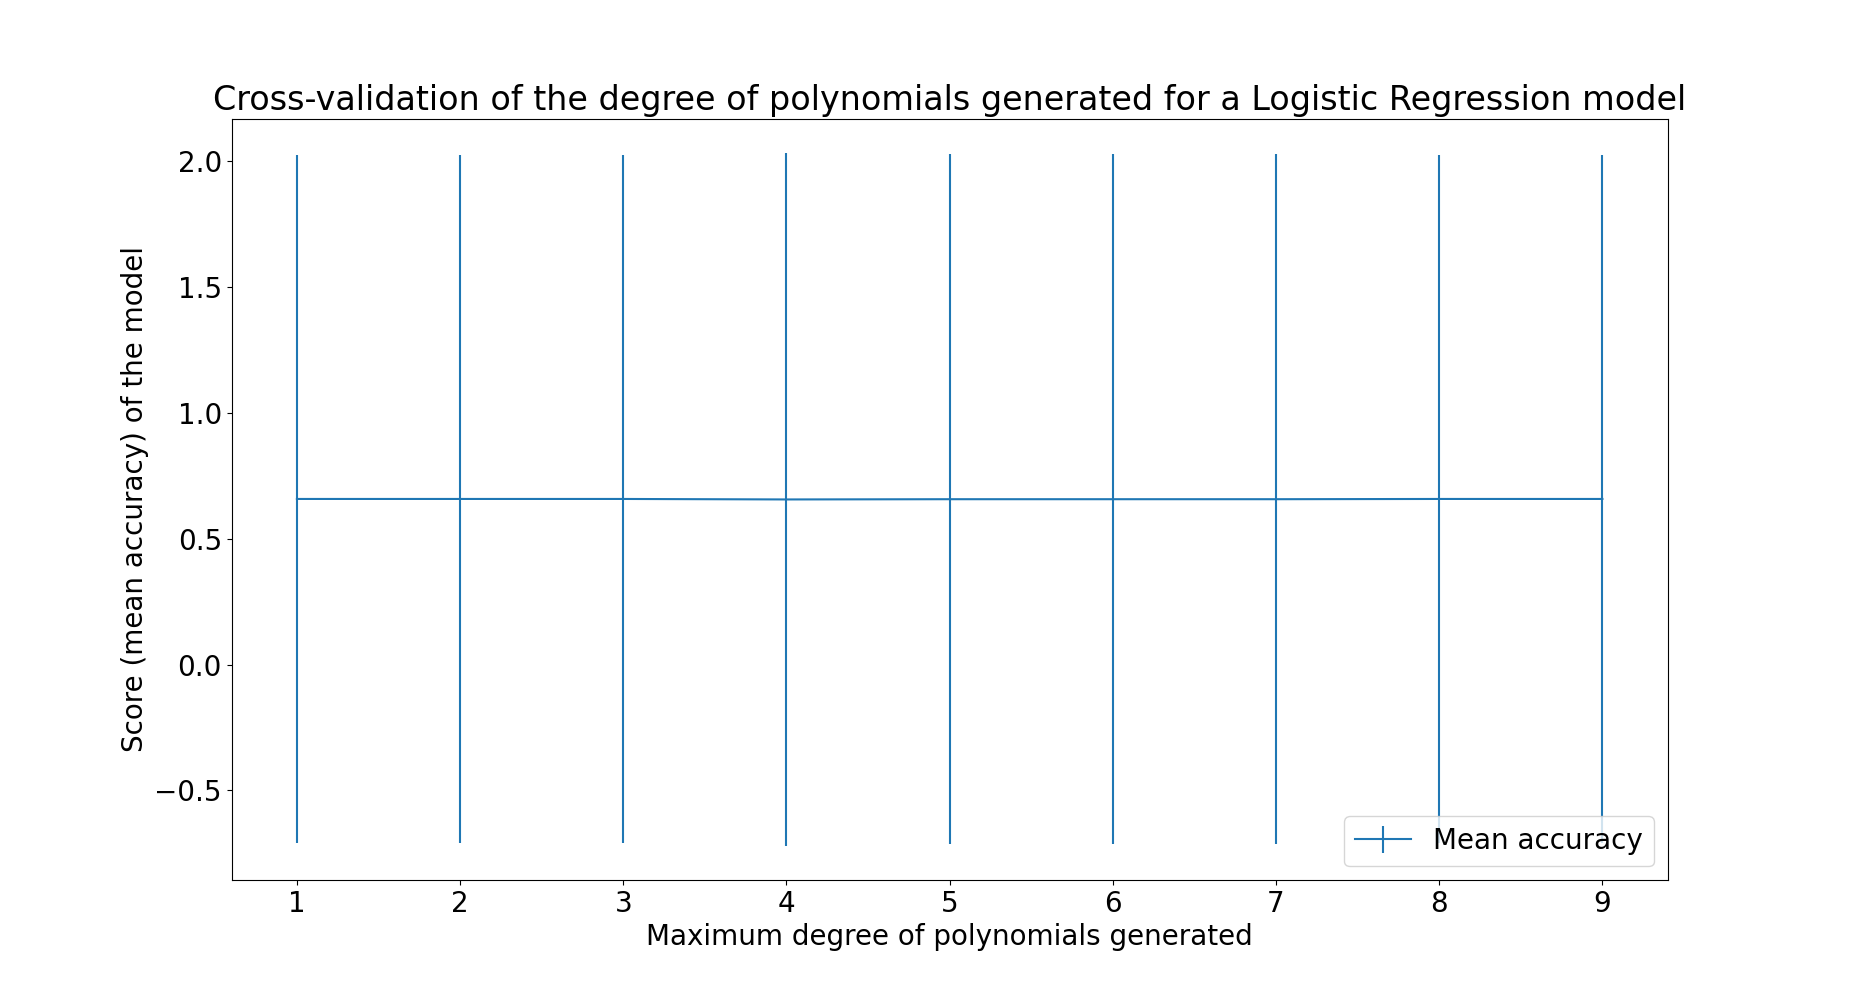 Cross-validation of the degree of polynomials generated for a Logistic Regression model
Score (mean accuracy) of the model
2.0
1.5
1.0
0.5
0.0
−0.5
Mean accuracy
1 2 3 4 5 6 7 8 9
Maximum degree of polynomials generated